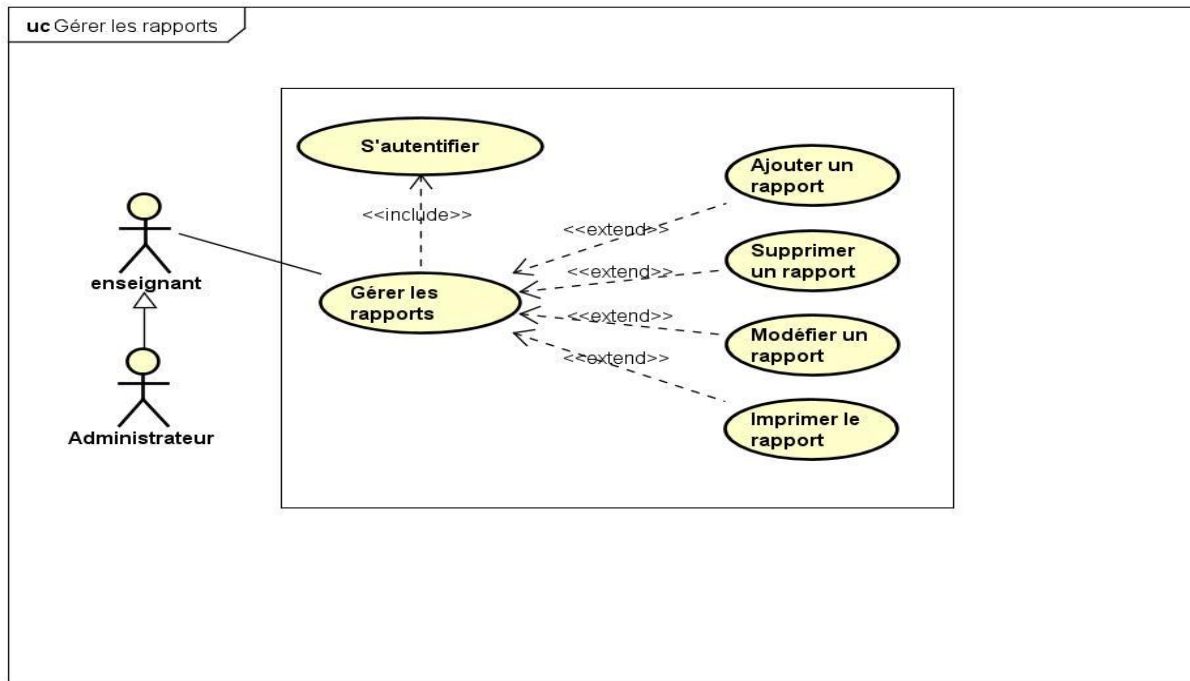 uc Gérer les rapports
S'autentifier
<<include>>
enseignant
Administrateur
Gérer les
rapports
<<extend>>
<<extend>>
<<extend>>
<<extend>>
Ajouter un
rapport
Supprimer
un rapport
Modéfier un
rapport
Imprimer le
rapport